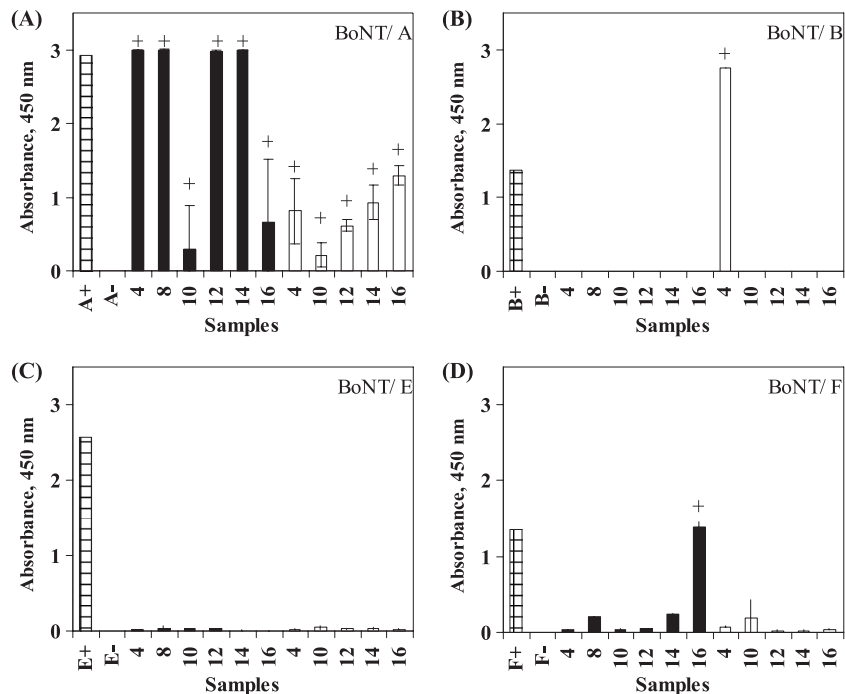 (A)
BoNT/ A
Absorbance, 450 nm
3
2
1
0
+ + + + + + + + + + +
A+ A- 4 8 10 12 14 16 4 10 12 14 16
Samples
(B)
BoNT/ B
Absorbance, 450 nm
3
2
1
0
+
B+ B- 4 8 10 12 14 16 4 10 12 14 16
Samples
(C)
BoNT/ E
Absorbance, 450 nm
3
2
1
0
E+ E- 4 8 10 12 14 16 4 10 12 14 16
Samples
(D)
BoNT/ F
Absorbance, 450 nm
3
2
1
0
+
F+ F- 4 8 10 12 14 16 4 10 12 14 16
Samples